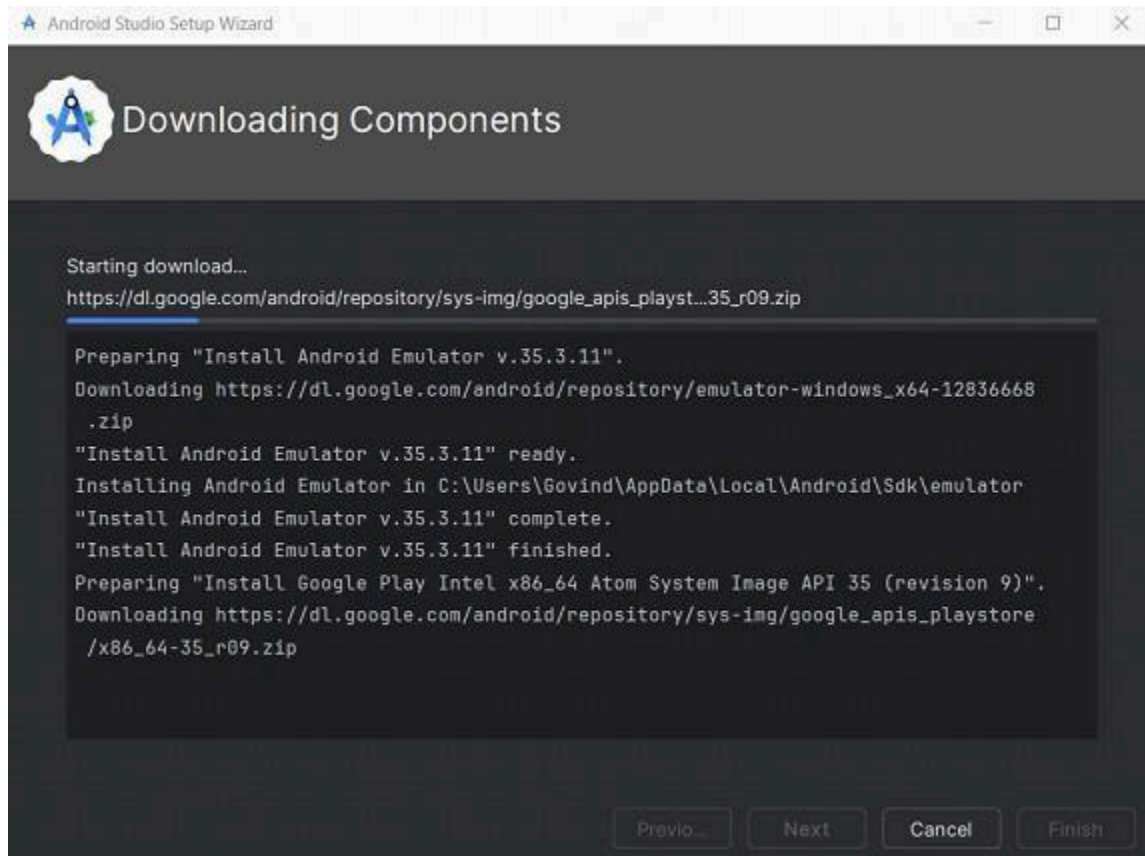 Android Studio Setup Wizard
Downloading Components
Starting download...
https://dl.google.com/android/repository/sys-img/google_apis_playst...35_r09.zip
Preparing "Install Android Emulator v.35.3.11".
Downloading https://dl.google.com/android/repository/emulator-windows_x64-12836668
.zip
"Install Android Emulator v.35.3.11" ready.
Installing Android Emulator in C:\Users\Govind\AppData\Local\Android\Sdk\emulator
"Install Android Emulator v.35.3.11" complete.
"Install Android Emulator v.35.3.11" finished.
Preparing "Install Google Play Intel x86_64 Atom System Image API 35 (revision 9)".
Downloading https://dl.google.com/android/repository/sys-img/google_apis_playstore
/x86_64-35_r09.zip
Previo... Next Cancel Finish